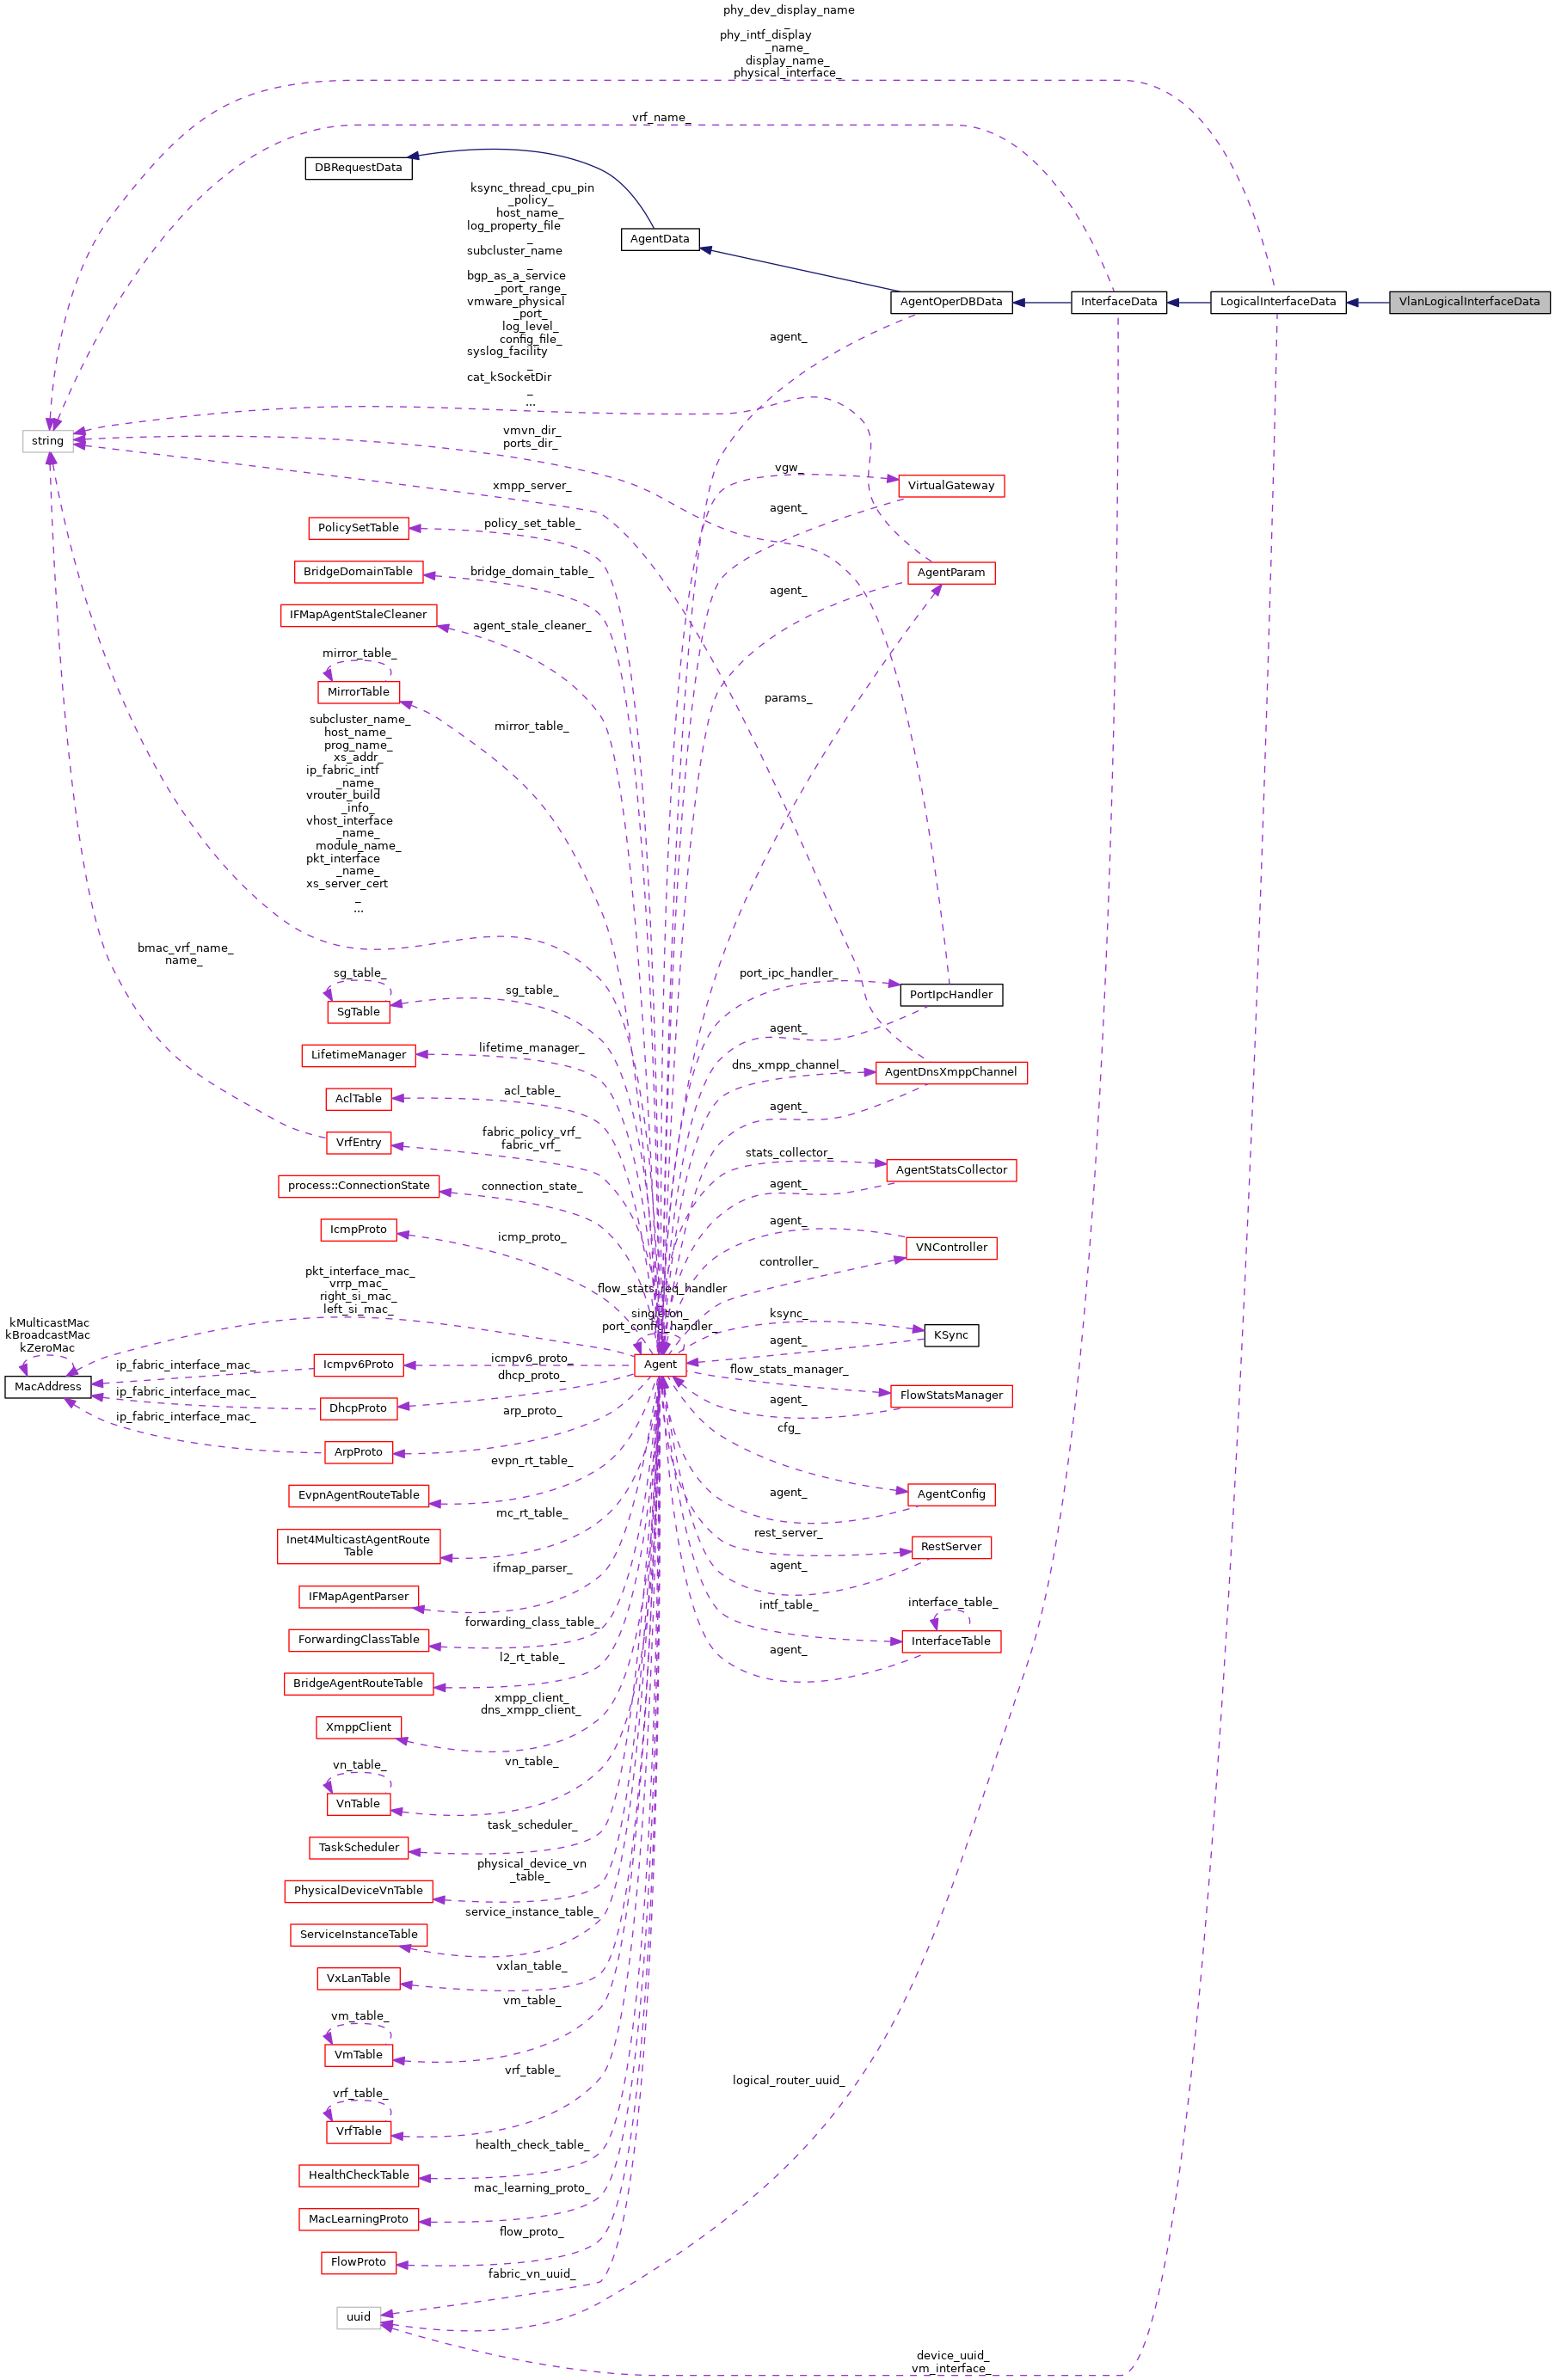 phy_dev_display_name
_
phy_intf_display
_name_
display_name_
physical_interface_
vrf_name_
DBRequestData
ksync_thread_cpu_pin
_policy_
host_name_
log_property_file
_
subcluster_name
_
bgp_as_a_service
_port_range_
vmware_physical
_port_
log_level_
config_file_
syslog_facility
_
cat_kSocketDir
_
...
AgentData
AgentOperDBData
InterfaceData
LogicalInterfaceData
VlanLogicalInterfaceData
agent_
string
vmvn_dir_
ports_dir_
vgw_
VirtualGateway
xmpp_server_
agent_
PolicySetTable
policy_set_table_
BridgeDomainTable
bridge_domain_table_
AgentParam
agent_
IFMapAgentStaleCleaner
agent_stale_cleaner_
mirror_table_
MirrorTable
mirror_table_
params_
subcluster_name_
host_name_
prog_name_
xs_addr_
ip_fabric_intf
_name_
vrouter_build
_info_
vhost_interface
_name_
module_name_
pkt_interface
_name_
xs_server_cert
_
...
bmac_vrf_name_
name_
sg_table_
SgTable
sg_table_
port_ipc_handler_
PortIpcHandler
agent_
LifetimeManager
lifetime_manager_
dns_xmpp_channel_
AgentDnsXmppChannel
agent_
AclTable
acl_table_
VrfEntry
fabric_policy_vrf_
fabric_vrf_
stats_collector_
AgentStatsCollector
agent_
process::ConnectionState
connection_state_
IcmpProto
icmp_proto_
agent_
VNController
controller_
pkt_interface_mac_
vrrp_mac_
right_si_mac_
left_si_mac_
flow_stats_req_handler
_
singleton_
port_config_handler_
ksync_
KSync
agent_
kMulticastMac
kBroadcastMac
kZeroMac
MacAddress
ip_fabric_interface_mac_
Icmpv6Proto
icmpv6_proto_
Agent
flow_stats_manager_
FlowStatsManager
agent_
ip_fabric_interface_mac_
DhcpProto
dhcp_proto_
ip_fabric_interface_mac_
ArpProto
arp_proto_
cfg_
EvpnAgentRouteTable
evpn_rt_table_
AgentConfig
agent_
Inet4MulticastAgentRoute
Table
mc_rt_table_
rest_server_
RestServer
agent_
IFMapAgentParser
ifmap_parser_
intf_table_
interface_table_
InterfaceTable
agent_
ForwardingClassTable
forwarding_class_table_
BridgeAgentRouteTable
l2_rt_table_
XmppClient
xmpp_client_
dns_xmpp_client_
vn_table_
VnTable
vn_table_
TaskScheduler
task_scheduler_
PhysicalDeviceVnTable
physical_device_vn
_table_
ServiceInstanceTable
service_instance_table_
VxLanTable
vxlan_table_
vm_table_
VmTable
vm_table_
vrf_table_
VrfTable
vrf_table_
logical_router_uuid_
HealthCheckTable
health_check_table_
MacLearningProto
mac_learning_proto_
FlowProto
flow_proto_
uuid
fabric_vn_uuid_
device_uuid_
vm_interface_